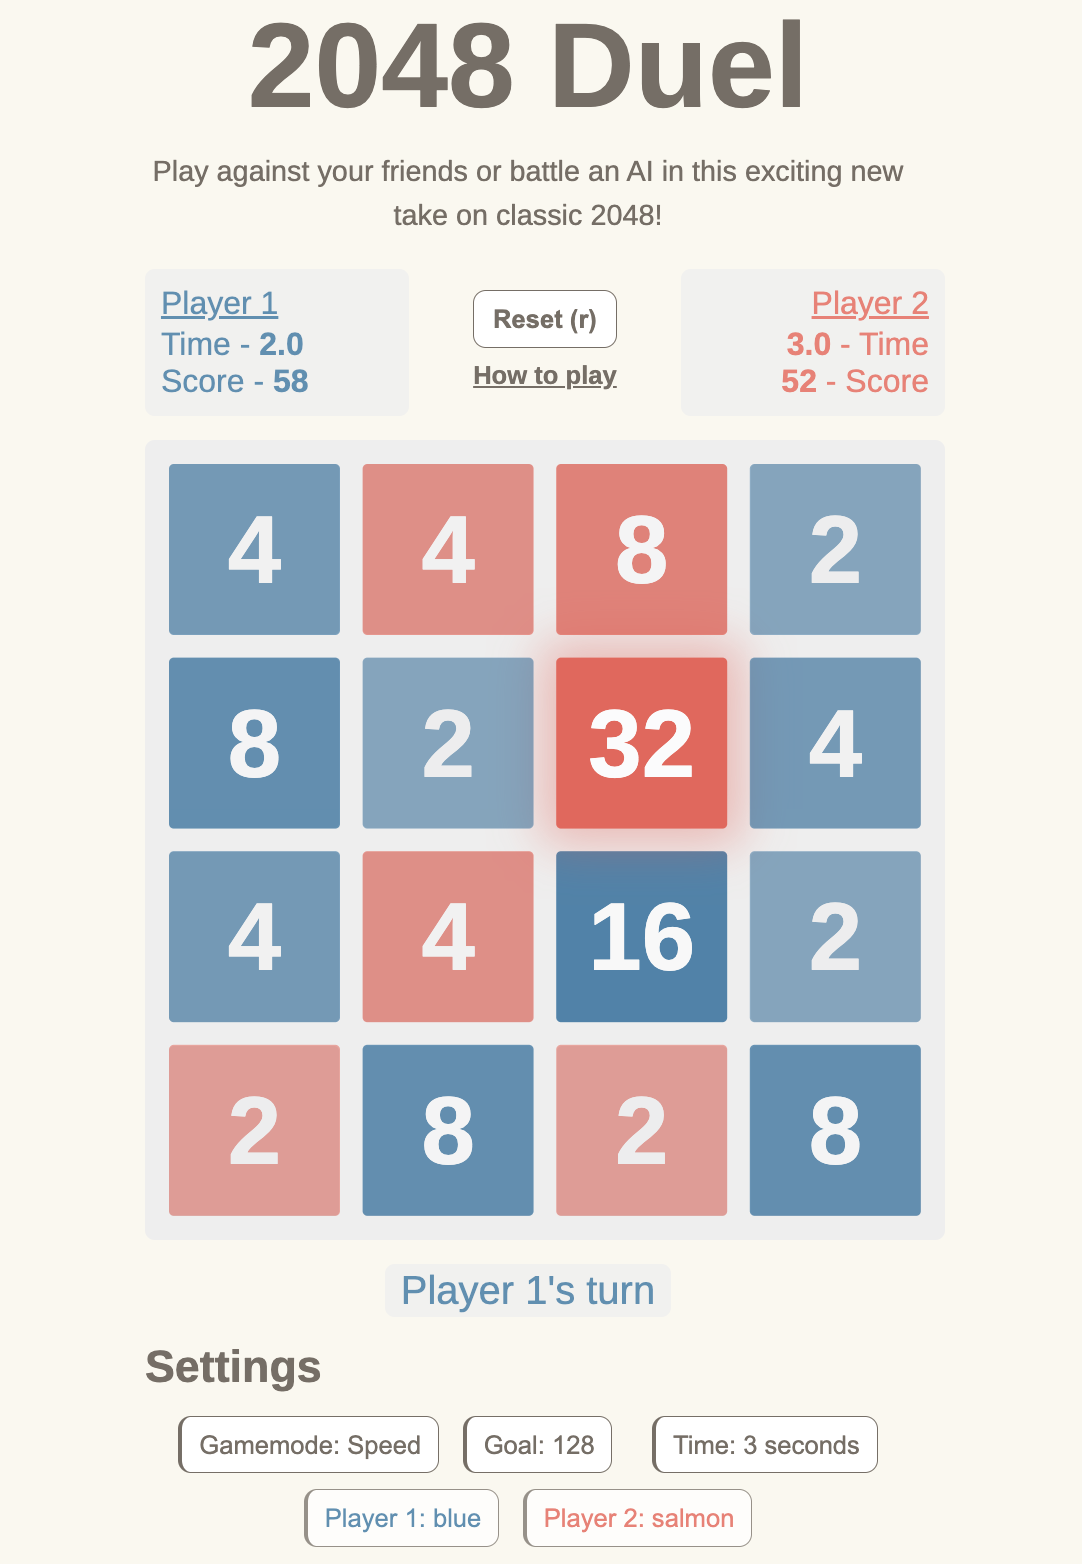 2048 Duel
Play against your friends or battle an AI in this exciting new
take on classic 2048!
Player 1
Time - 2.0
Score - 58
Reset (r)
How to play
Player 2
3.0 - Time
52 - Score
4 4 8 2
8 2 32 4
4 4 16 2
2 8 2 8
Player 1's turn
Settings
Gamemode: Speed
Goal: 128
Time: 3 seconds
Player 1: blue
Player 2: salmon